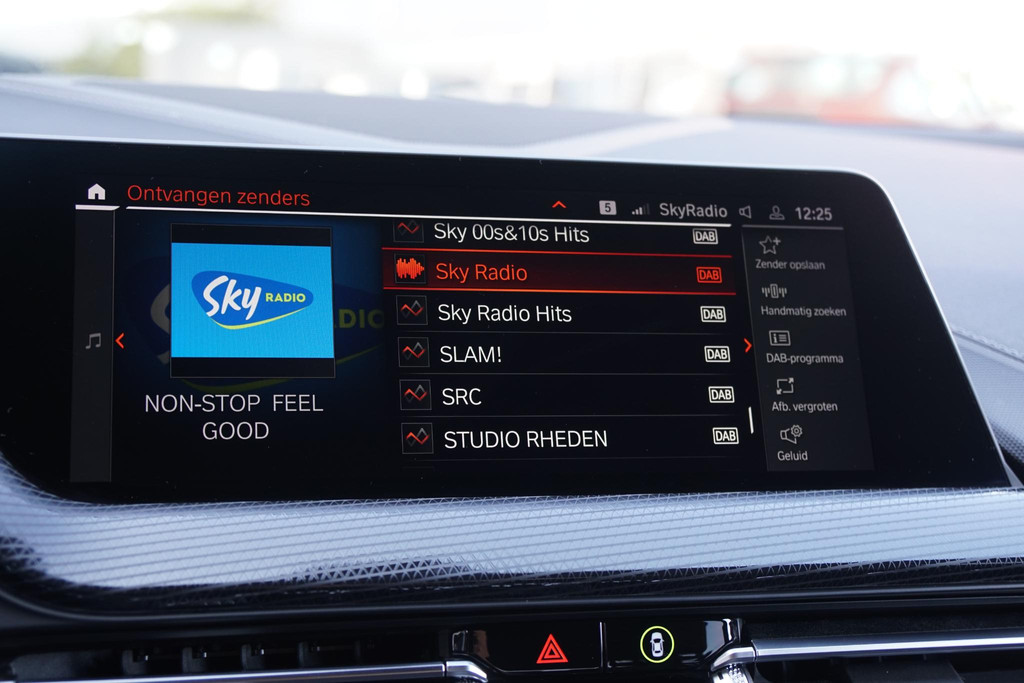 Ontvangen zenders
5 SkyRadio 12:25
Sky RADIO
NON-STOP FEEL
GOOD
Sky 00s&10s Hits DAB
Sky Radio DAB
Sky Radio Hits DAB
SLAM! DAB
SRC DAB
STUDIO RHEDEN DAB
Zender opslaan
Handmatig zoeken
DAB-programma
Afb. vergroten
Geluid